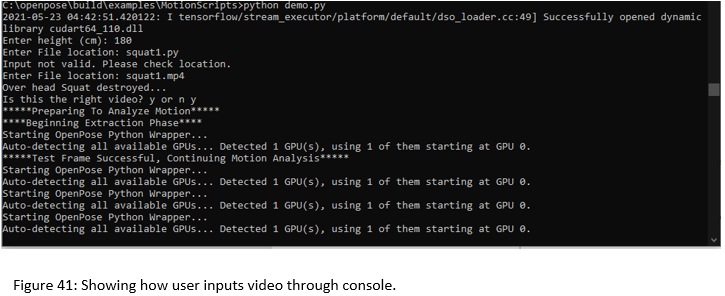 C:\openpose\build\examples\MotionScripts>python demo.py
2021-05-23 04:42:51.420122: I tensorflow/stream_executor/platform/default/dso_loader.cc:49] Successfully opened dynamic
library cudart64_110.dll
Enter height (cm): 180
Enter File location: squat1.py
Input not valid. Please check location.
Enter File location: squat1.mp4
Over head Squat destroyed...
Is this the right video? y or n y
*****Preparing To Analyze Motion*****
****Beginning Extraction Phase****
Starting OpenPose Python Wrapper...
Auto-detecting all available GPUs... Detected 1 GPU(s), using 1 of them starting at GPU 0.
*****Test Frame Successful, Continuing Motion Analysis*****
Starting OpenPose Python Wrapper...
Auto-detecting all available GPUs... Detected 1 GPU(s), using 1 of them starting at GPU 0.
Starting OpenPose Python Wrapper...
Auto-detecting all available GPUs... Detected 1 GPU(s), using 1 of them starting at GPU 0.
Starting OpenPose Python Wrapper...
Auto-detecting all available GPUs... Detected 1 GPU(s), using 1 of them starting at GPU 0.
Figure 41: Showing how user inputs video through console.